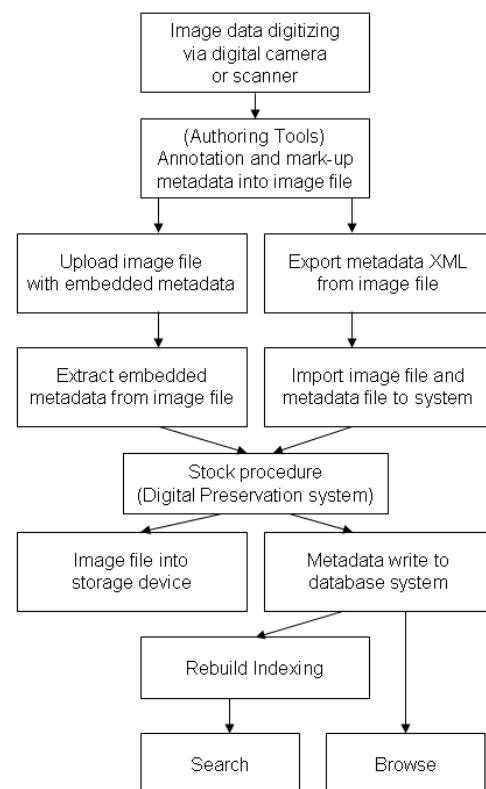 Image data digitizing
via digital camera
or scanner
(Authoring Tools)
Annotation and mark-up
metadata into image file
Upload image file
with embedded metadata
Export metadata XML
from image file
Extract embedded
metadata from image file
Import image file and
metadata file to system
Stock procedure
(Digital Preservation system)
Image file into
storage device
Metadata write to
database system
Rebuild Indexing
Search
Browse